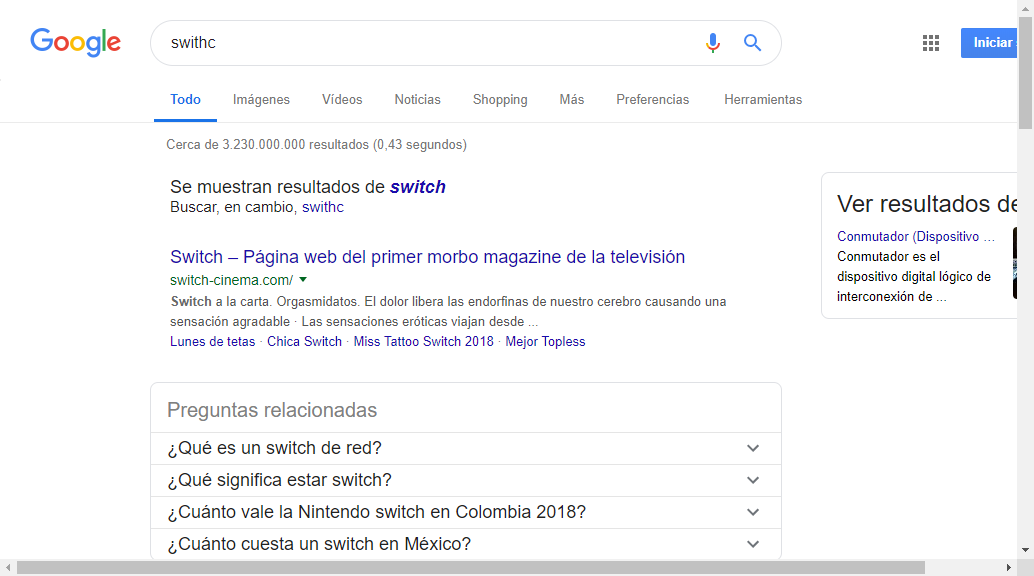 Google
swithc
Iniciar
Todo Imágenes Vídeos Noticias Shopping Más Preferencias Herramientas
Cerca de 3.230.000.000 resultados (0,43 segundos)
Se muestran resultados de switch
Buscar, en cambio, swithc
Switch – Página web del primer morbo magazine de la televisión
switch-cinema.com/
Switch a la carta. Orgasmidatos. El dolor libera las endorfinas de nuestro cerebro causando una
sensación agradable · Las sensaciones eróticas viajan desde ...
Lunes de tetas · Chica Switch · Miss Tattoo Switch 2018 · Mejor Topless
Preguntas relacionadas
¿Qué es un switch de red?
¿Qué significa estar switch?
¿Cuánto vale la Nintendo switch en Colombia 2018?
¿Cuánto cuesta un switch en México?
Ver resultados de
Conmutador (Dispositivo ...
Conmutador es el
dispositivo digital lógico de
interconexión de ...